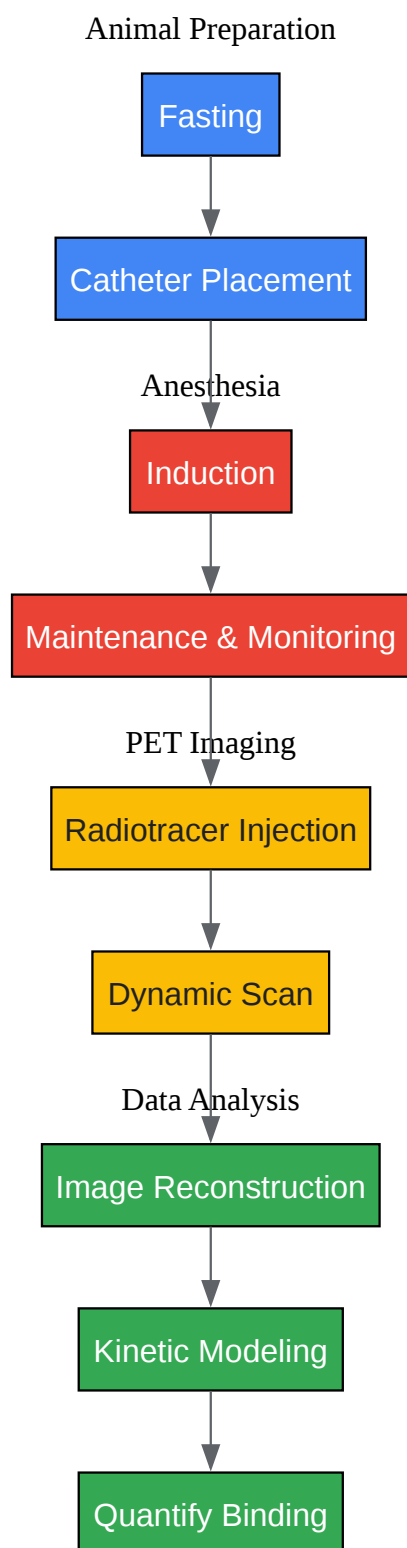 Animal Preparation
Fasting
Catheter Placement
Anesthesia
Induction
Maintenance & Monitoring
PET Imaging
Radiotracer Injection
Dynamic Scan
Data Analysis
Image Reconstruction
Kinetic Modeling
Quantify Binding